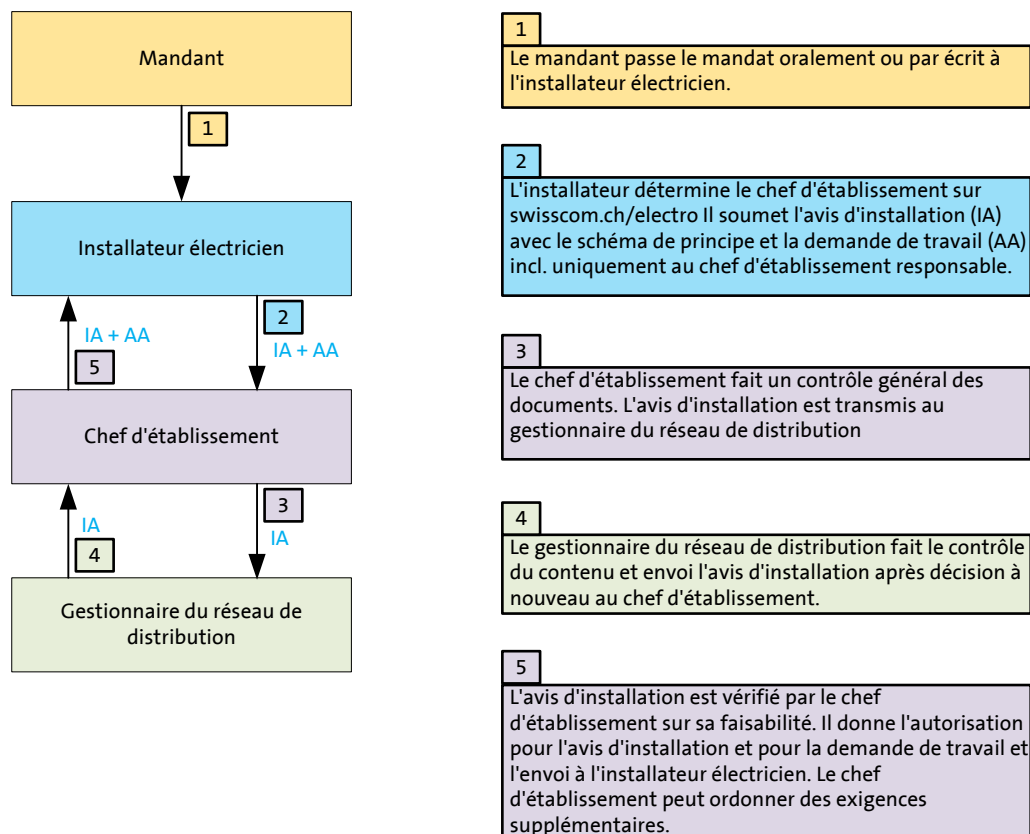 Mandant
1
Installateur électricien
IA + AA
5
2
IA + AA
Chef d'établissement
IA
4
3
IA
Gestionnaire du réseau de
distribution
1
Le mandant passe le mandat oralement ou par écrit à
l'installateur électricien.
2
L'installateur détermine le chef d'établissement sur
swisscom.ch/electro Il soumet l'avis d'installation (IA)
avec le schéma de principe et la demande de travail (AA)
incl. uniquement au chef d'établissement responsable.
3
Le chef d'établissement fait un contrôle général des
documents. L'avis d'installation est transmis au
gestionnaire du réseau de distribution
4
Le gestionnaire du réseau de distribution fait le contrôle
du contenu et envoi l'avis d'installation après décision à
nouveau au chef d'établissement.
5
L'avis d'installation est vérifié par le chef
d'établissement sur sa faisabilité. Il donne l'autorisation
pour l'avis d'installation et pour la demande de travail et
l'envoi à l'installateur électricien. Le chef
d'établissement peut ordonner des exigences
supplémentaires.